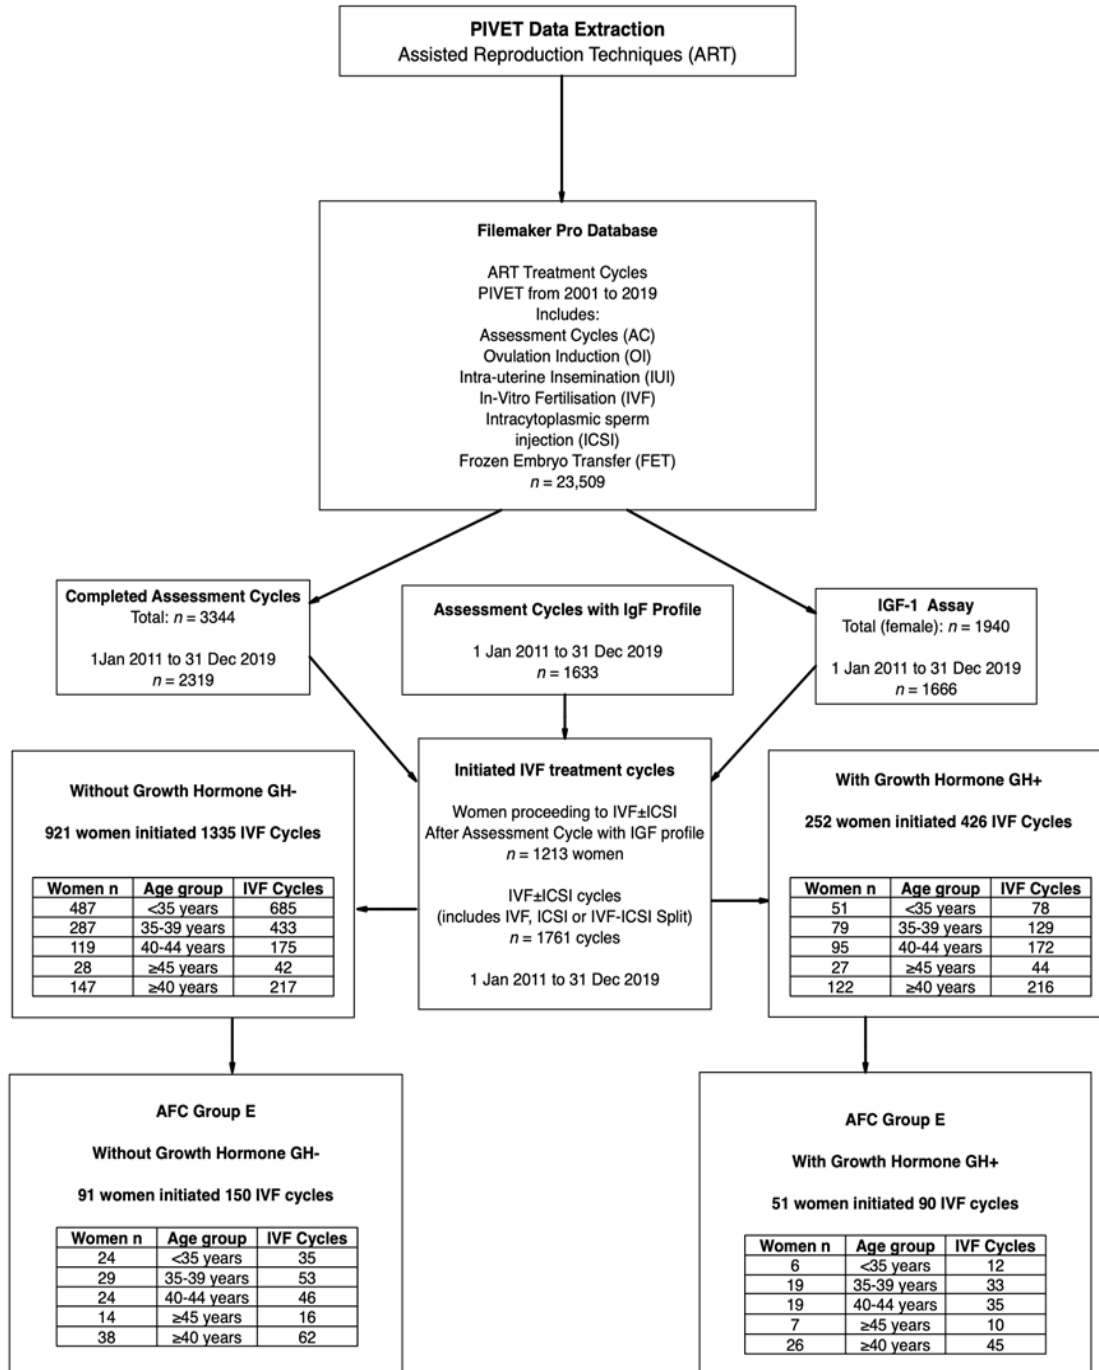 PIVET Data Extraction
Assisted Reproduction Techniques (ART)
Filemaker Pro Database
ART Treatment Cycles
PIVET from 2001 to 2019
Includes:
Assessment Cycles (AC)
Ovulation Induction (OI)
Intra-uterine Insemination (IUI)
In-Vitro Fertilisation (IVF)
Intracytoplasmic sperm
injection (ICSI)
Frozen Embryo Transfer (FET)
n = 23,509
Completed Assessment Cycles
Total: n = 3344
1Jan 2011 to 31 Dec 2019
n = 2319
Assessment Cycles with IgF Profile
1 Jan 2011 to 31 Dec 2019
n = 1633
IGF-1 Assay
Total (female): n = 1940
1 Jan 2011 to 31 Dec 2019
n = 1666
Without Growth Hormone GH-
921 women initiated 1335 IVF Cycles
Women n Age group IVF Cycles
487 <35 years 685
287 35-39 years 433
119 40-44 years 175
28 ≥45 years 42
147 ≥40 years 217
Initiated IVF treatment cycles
Women proceeding to IVF±ICSI
After Assessment Cycle with IGF profile
n = 1213 women
IVF±ICSI cycles
(includes IVF, ICSI or IVF-ICSI Split)
n = 1761 cycles
1 Jan 2011 to 31 Dec 2019
With Growth Hormone GH+
252 women initiated 426 IVF Cycles
Women n Age group IVF Cycles
51 <35 years 78
79 35-39 years 129
95 40-44 years 172
27 ≥45 years 44
122 ≥40 years 216
AFC Group E
Without Growth Hormone GH-
91 women initiated 150 IVF cycles
Women n Age group IVF Cycles
24 <35 years 35
29 35-39 years 53
24 40-44 years 46
14 ≥45 years 16
38 ≥40 years 62
AFC Group E
With Growth Hormone GH+
51 women initiated 90 IVF cycles
Women n Age group IVF Cycles
6 <35 years 12
19 35-39 years 33
19 40-44 years 35
7 ≥45 years 10
26 ≥40 years 45